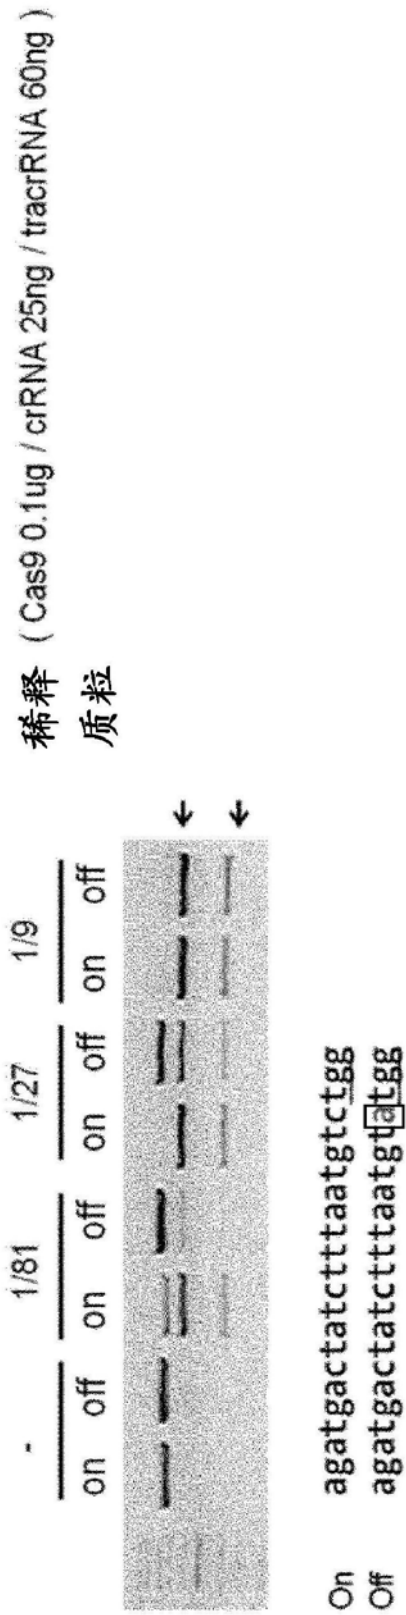 - 1/81 1/27 1/9 稀释 ( Cas9 0.1ug / crRNA 25ng / tracrRNA 60ng )
on off on off on off on off 质粒
On agatgactatctttaatgtctgg
Off agatgactatctttaatgtatgg